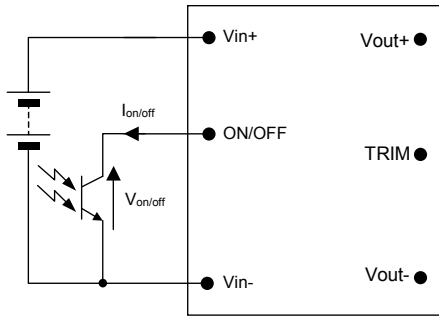 Vin+
Vout+
Ion/off
ON/OFF
TRIM
Von/off
Vin-
Vout-